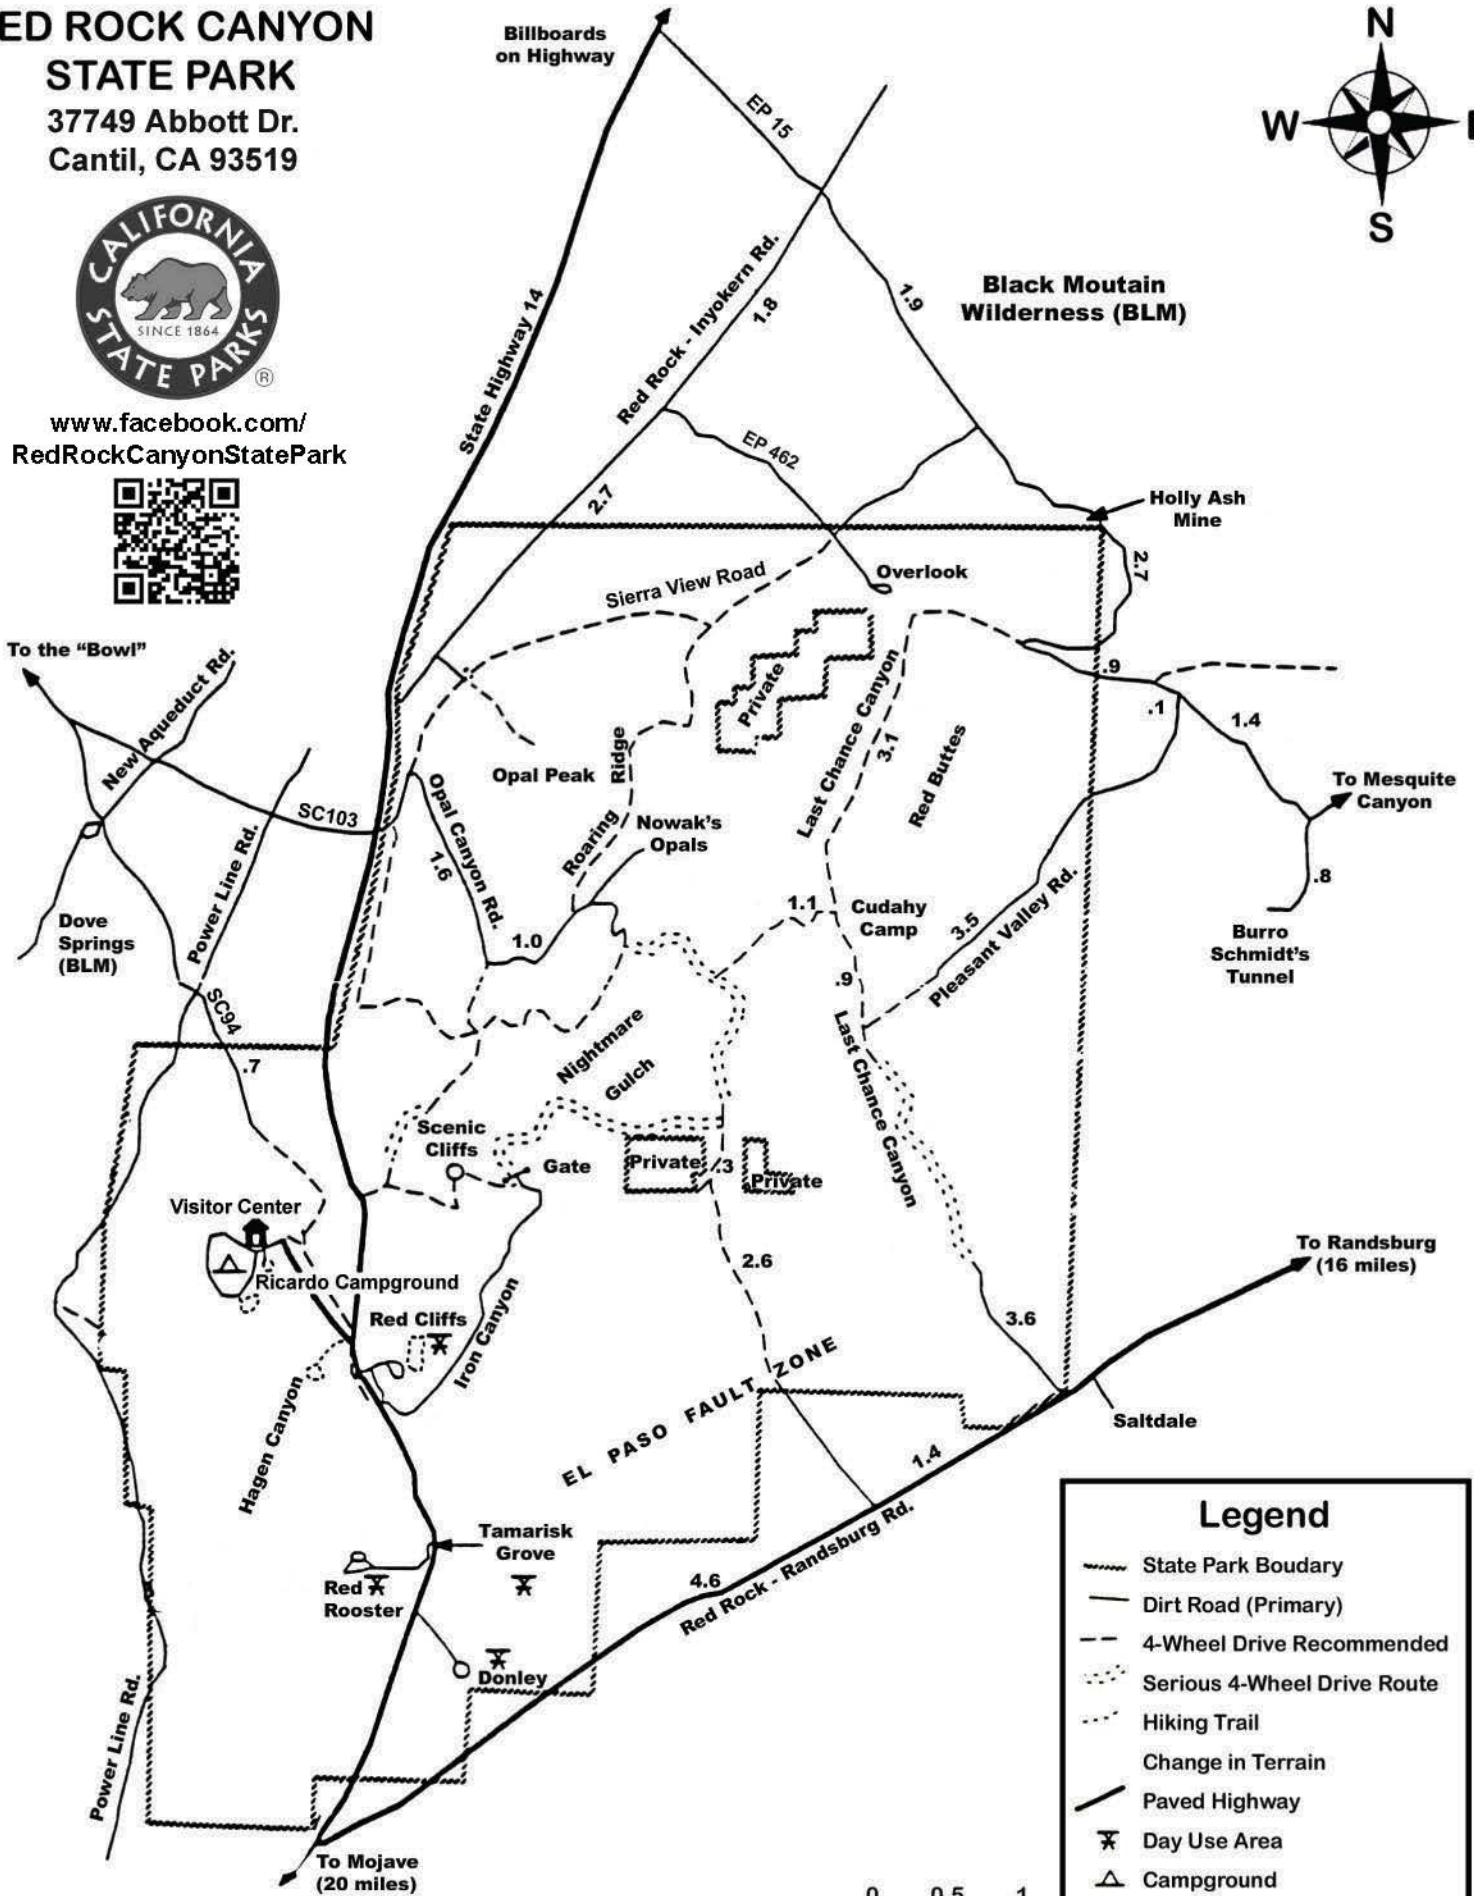 ED ROCK CANYON
STATE PARK
37749 Abbott Dr.
Cantil, CA 93519
CALIFORNIA
STATE PARKS
SINCE 1864
®
www.facebook.com/
RedRockCanyonStatePark
Billboards
on Highway
N
W
S
EP 15
State Highway 14
Red Rock - Inyokern Rd.
1.8
1.9
Black Moutain
Wilderness (BLM)
EP 462
2.7
Holly Ash
Mine
2.7
Sierra View Road
Overlook
To the “Bowl”
New Aqueduct Rd.
Private
.9
.1
1.4
Last Chance Canyon
3.1
Red Buttes
Opal Peak
Roaring
Ridge
To Mesquite
Canyon
SC103
Opal Canyon Rd.
1.6
Nowak's
Opals
Power Line Rd.
.8
Dove
Springs
(BLM)
1.0
1.1
Cudahy
Camp
3.5
Pleasant Valley Rd.
Burro
Schmidt's
Tunnel
SC94
.9
.7
Nightmare
Gulch
Last Chance Canyon
Scenic
Cliffs
Gate
Private
.3
Private
Visitor Center
Ricardo Campground
2.6
To Randsburg
(16 miles)
Red Cliffs
Iron Canyon
3.6
EL PASO FAULT ZONE
Hagen Canyon
Saltdale
1.4
Tamarisk
Grove
Red
Rooster
4.6
Red Rock - Randsburg Rd.
Donley
Power Line Rd.
To Mojave
(20 miles)
Legend
State Park Boudary
Dirt Road (Primary)
4-Wheel Drive Recommended
Serious 4-Wheel Drive Route
Hiking Trail
Change in Terrain
Paved Highway
Day Use Area
Campground
0 0.5 1